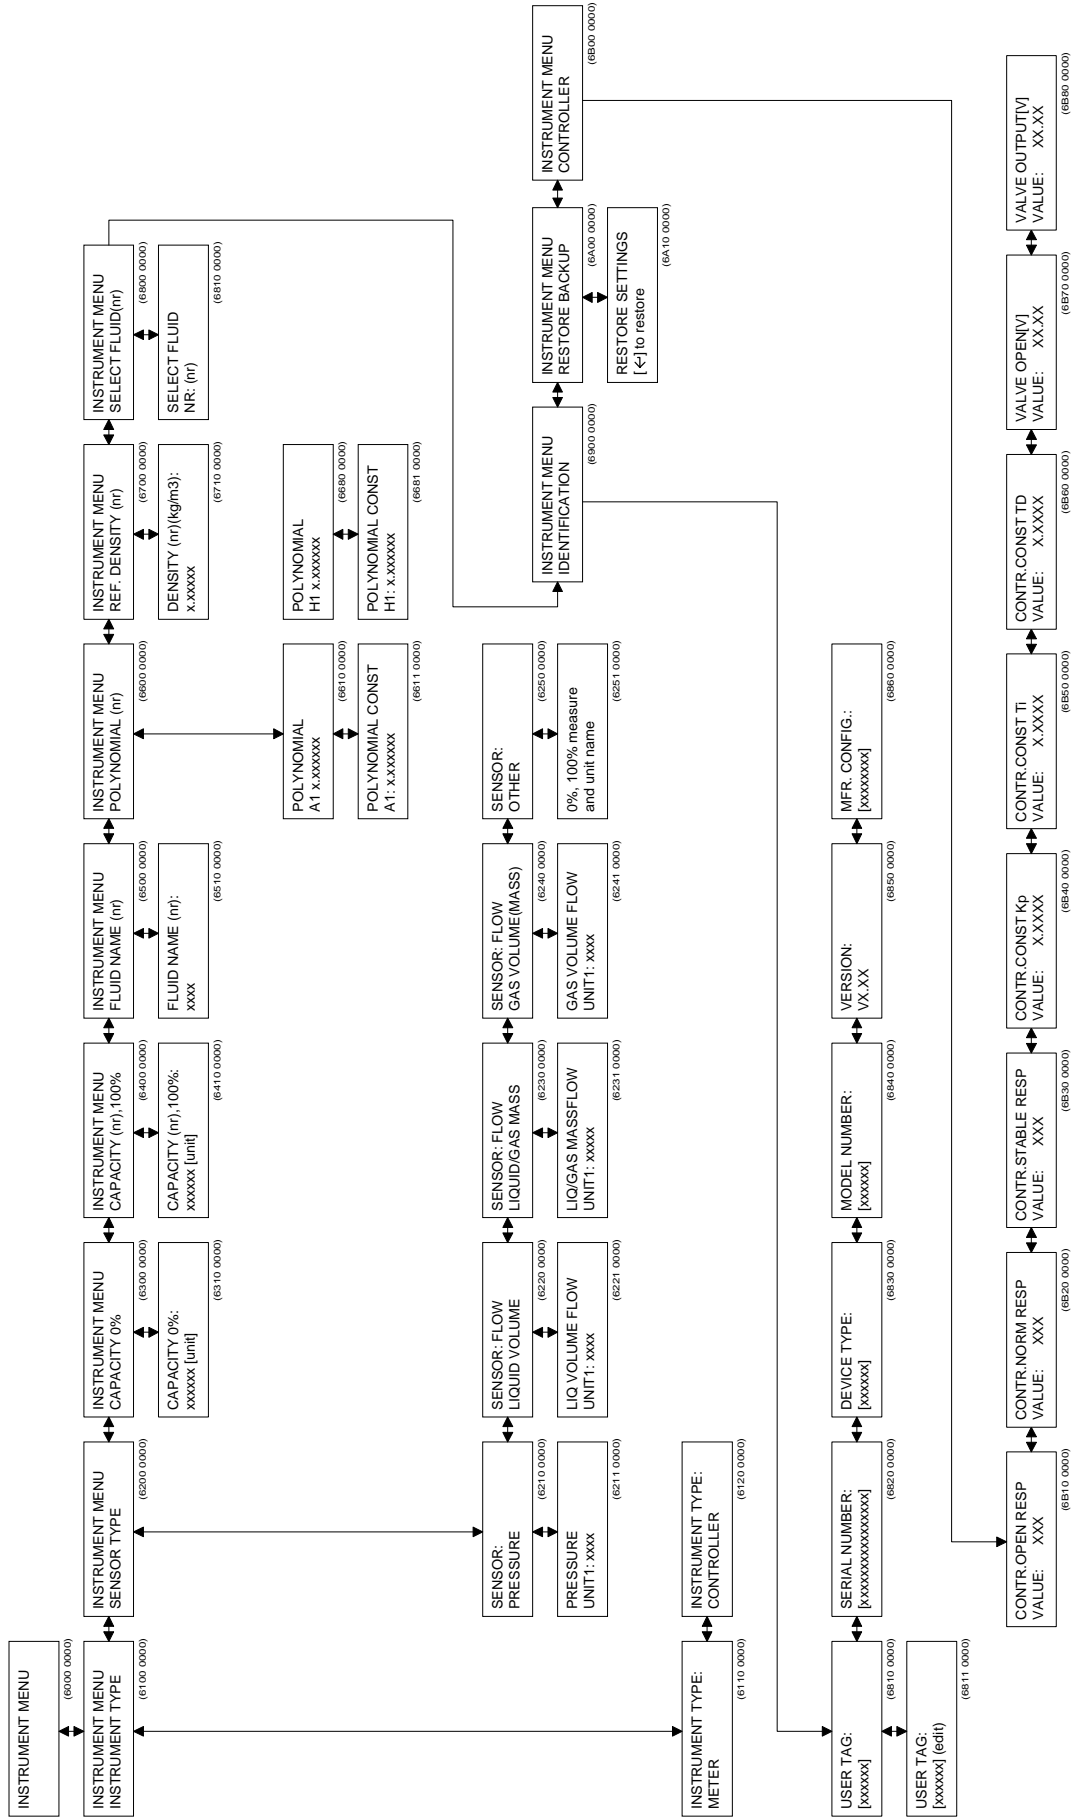 INSTRUMENT MENU
(6000 0000)
INSTRUMENT MENU
INSTRUMENT TYPE
(6100 0000)
INSTRUMENT MENU
SENSOR TYPE
(6200 0000)
INSTRUMENT MENU
CAPACITY 0%
(6300 0000)
INSTRUMENT MENU
CAPACITY (nr),100%
(6400 0000)
INSTRUMENT MENU
FLUID NAME (nr)
(6500 0000)
INSTRUMENT MENU
POLYNOMIAL (nr)
(6600 0000)
INSTRUMENT MENU
REF. DENSITY (nr)
(6700 0000)
INSTRUMENT MENU
SELECT FLUID(nr)
(6800 0000)
CAPACITY 0%:
xxxxxx [unit]
(6310 0000)
CAPACITY (nr),100%:
xxxxxx [unit]
(6410 0000)
FLUID NAME (nr):
xxxx
(6510 0000)
DENSITY (nr)(kg/m3):
x.xxxxx
(6710 0000)
SELECT FLUID
NR: (nr)
(6810 0000)
POLYNOMIAL
A1 x.xxxxxx
(6610 0000)
POLYNOMIAL
H1 x.xxxxxx
(6680 0000)
POLYNOMIAL CONST
A1: x.xxxxxx
(6611 0000)
POLYNOMIAL CONST
H1: x.xxxxxx
(6681 0000)
SENSOR:
PRESSURE
(6210 0000)
SENSOR: FLOW
LIQUID VOLUME
(6220 0000)
SENSOR: FLOW
LIQUID/GAS MASS
(6230 0000)
SENSOR: FLOW
GAS VOLUME(MASS)
(6240 0000)
SENSOR:
OTHER
(6250 0000)
PRESSURE
UNIT1: xxxx
(6211 0000)
LIQ VOLUME FLOW
UNIT1: xxxx
(6221 0000)
LIQ/GAS MASSFLOW
UNIT1: xxxxx
(6231 0000)
GAS VOLUME FLOW
UNIT1: xxxx
(6241 0000)
0%, 100% measure
and unit name
(6251 0000)
INSTRUMENT MENU
IDENTIFICATION
(6900 0000)
INSTRUMENT MENU
RESTORE BACKUP
(6A00 0000)
INSTRUMENT MENU
CONTROLLER
(6B00 0000)
RESTORE SETTINGS
[↵] to restore
(6A10 0000)
INSTRUMENT TYPE:
METER
(6110 0000)
INSTRUMENT TYPE:
CONTROLLER
(6120 0000)
USER TAG:
[xxxxxx]
(6810 0000)
SERIAL NUMBER:
[xxxxxxxxxxxxxxxxx]
(6820 0000)
DEVICE TYPE:
[xxxxxx]
(6830 0000)
MODEL NUMBER:
[xxxxxx]
(6840 0000)
VERSION:
VX.XX
(6850 0000)
MFR. CONFIG.:
[xxxxxxxx]
(6860 0000)
USER TAG:
[xxxxxx] (edit)
(6811 0000)
CONTR.OPEN RESP
VALUE: XXX
(6B10 0000)
CONTR.NORM RESP
VALUE: XXX
(6B20 0000)
CONTR.STABLE RESP
VALUE: XXX
(6B30 0000)
CONTR.CONST Kp
VALUE: X.XXXX
(6B40 0000)
CONTR.CONST Ti
VALUE: X.XXXX
(6B50 0000)
CONTR.CONST TD
VALUE: X.XXXX
(6B60 0000)
VALVE OPEN[V]
VALUE: XX.XX
(6B70 0000)
VALVE OUTPUT[V]
VALUE: XX.XX
(6B80 0000)